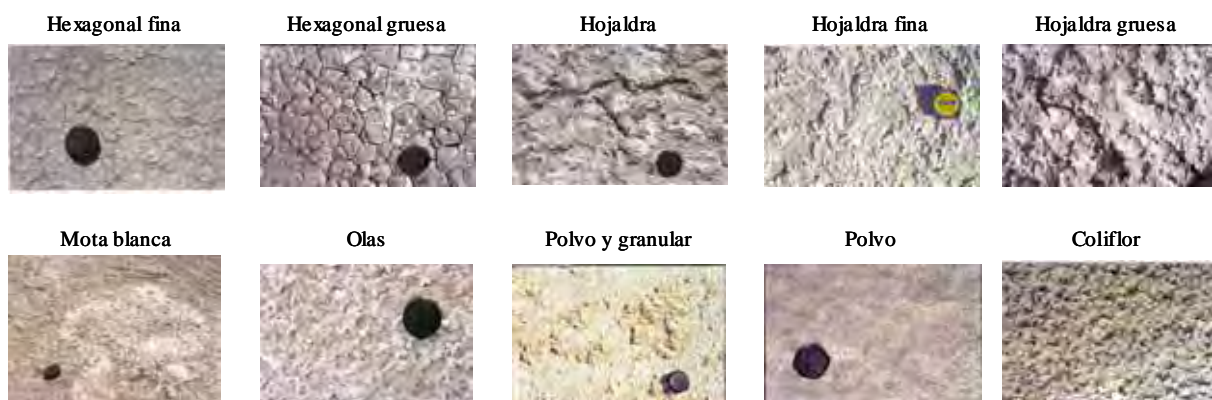 Hexagonal fina
Hexagonal gruesa
Hojaldra
Hojaldra fina
Hojaldra gruesa
Mota blanca
Olas
Polvo y granular
Polvo
Coliflor